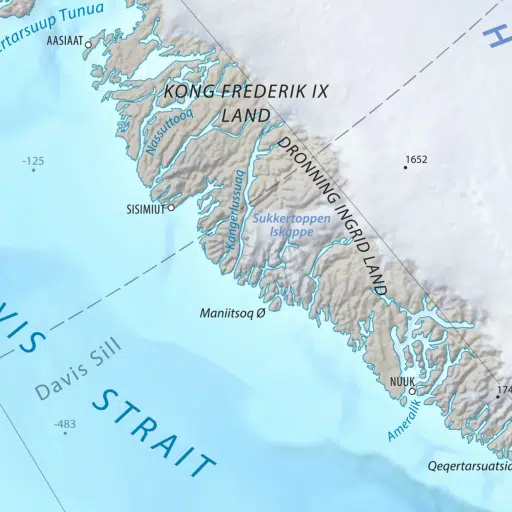 ertarsuup Tunua
AASIAAT
H
KONG FREDERIK IX
LAND
Nassuttooq
DRONNING INGRID LAND
-125
1652
Kangerlussuaq
SISIMIUT
Sukkertoppen
Iskappe
Maniitsoq Ø
VIS
STRAIT
Davis Sill
-483
NUUK
174
Ameralik
Qeqertarsuatsia